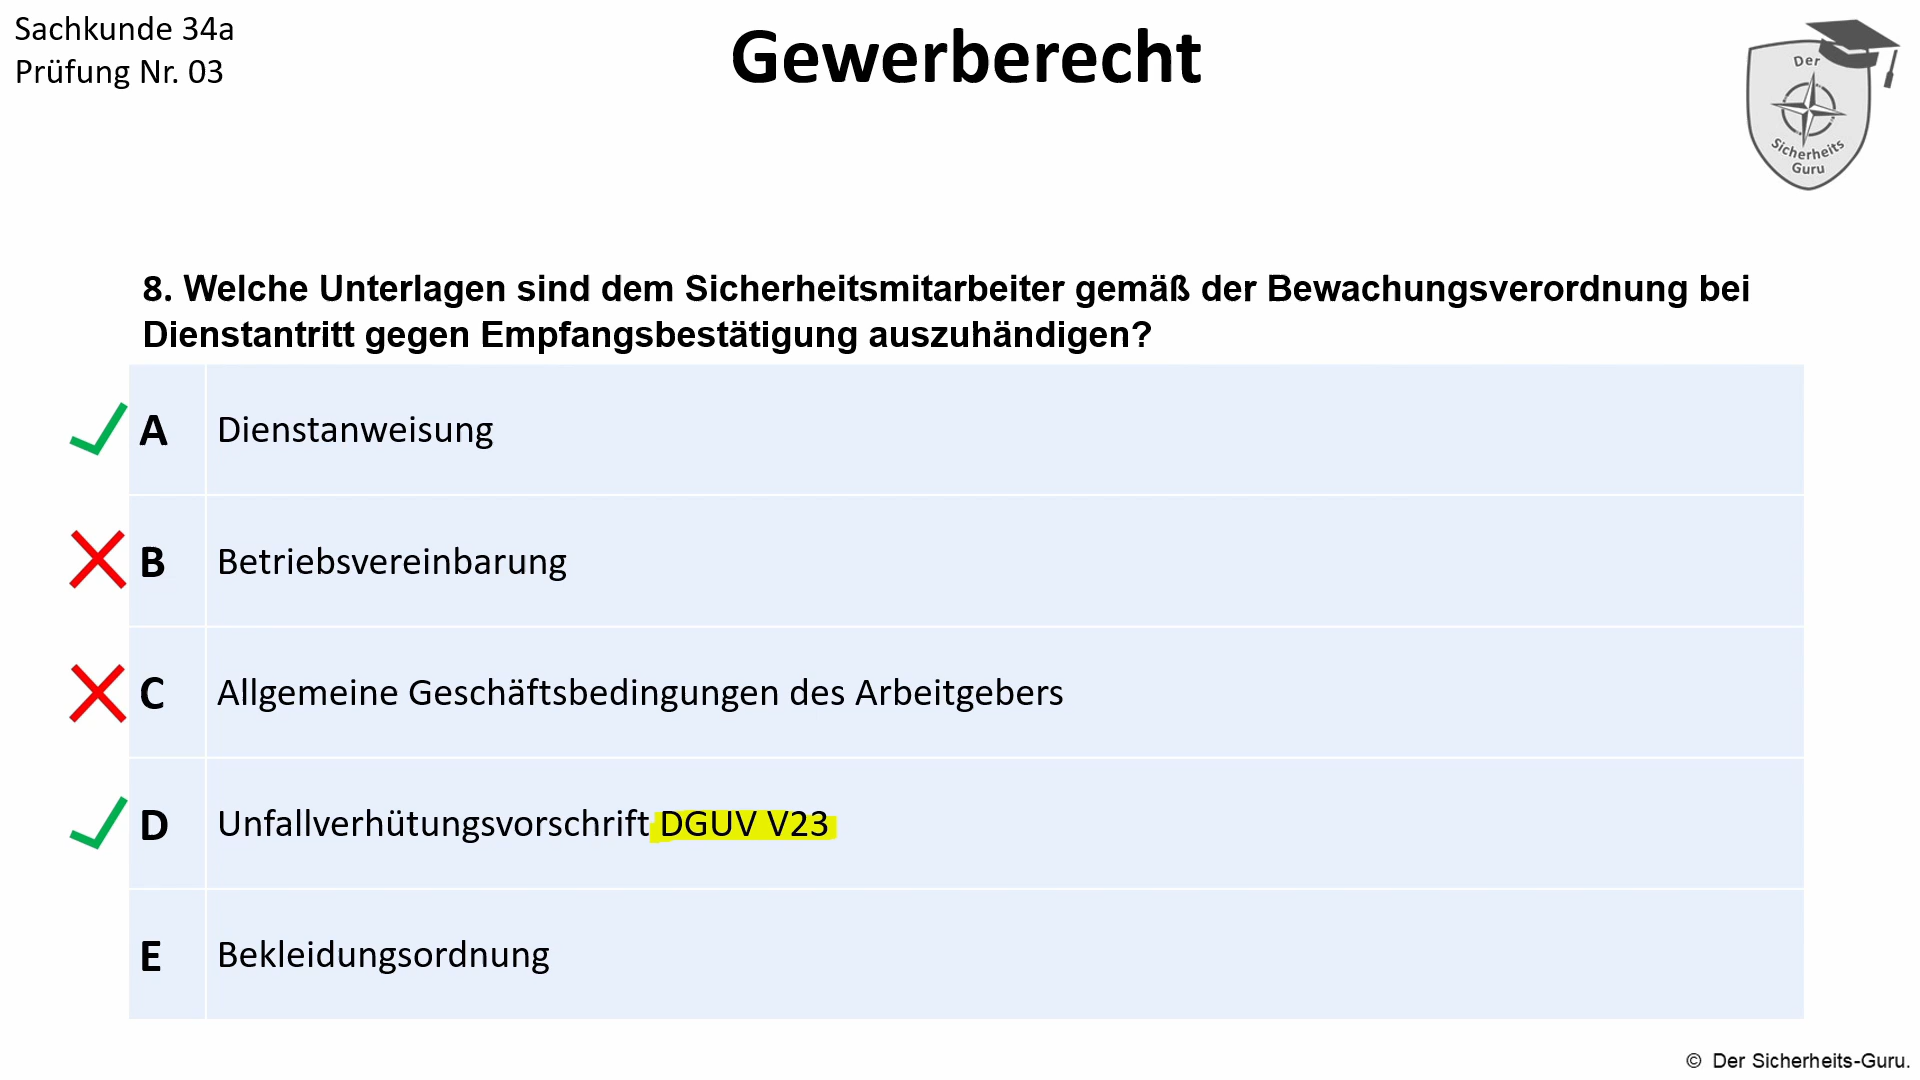 Sachkunde 34a
Prüfung Nr. 03
Gewerberecht
Der
Sicherheits
Guru
8. Welche Unterlagen sind dem Sicherheitsmitarbeiter gemäß der Bewachungsverordnung bei
Dienstantritt gegen Empfangsbestätigung auszuhändigen?
A Dienstanweisung
B Betriebsvereinbarung
C Allgemeine Geschäftsbedingungen des Arbeitgebers
D Unfallverhütungsvorschrift DGUV V23
E Bekleidungsordnung
© Der Sicherheits-Guru.